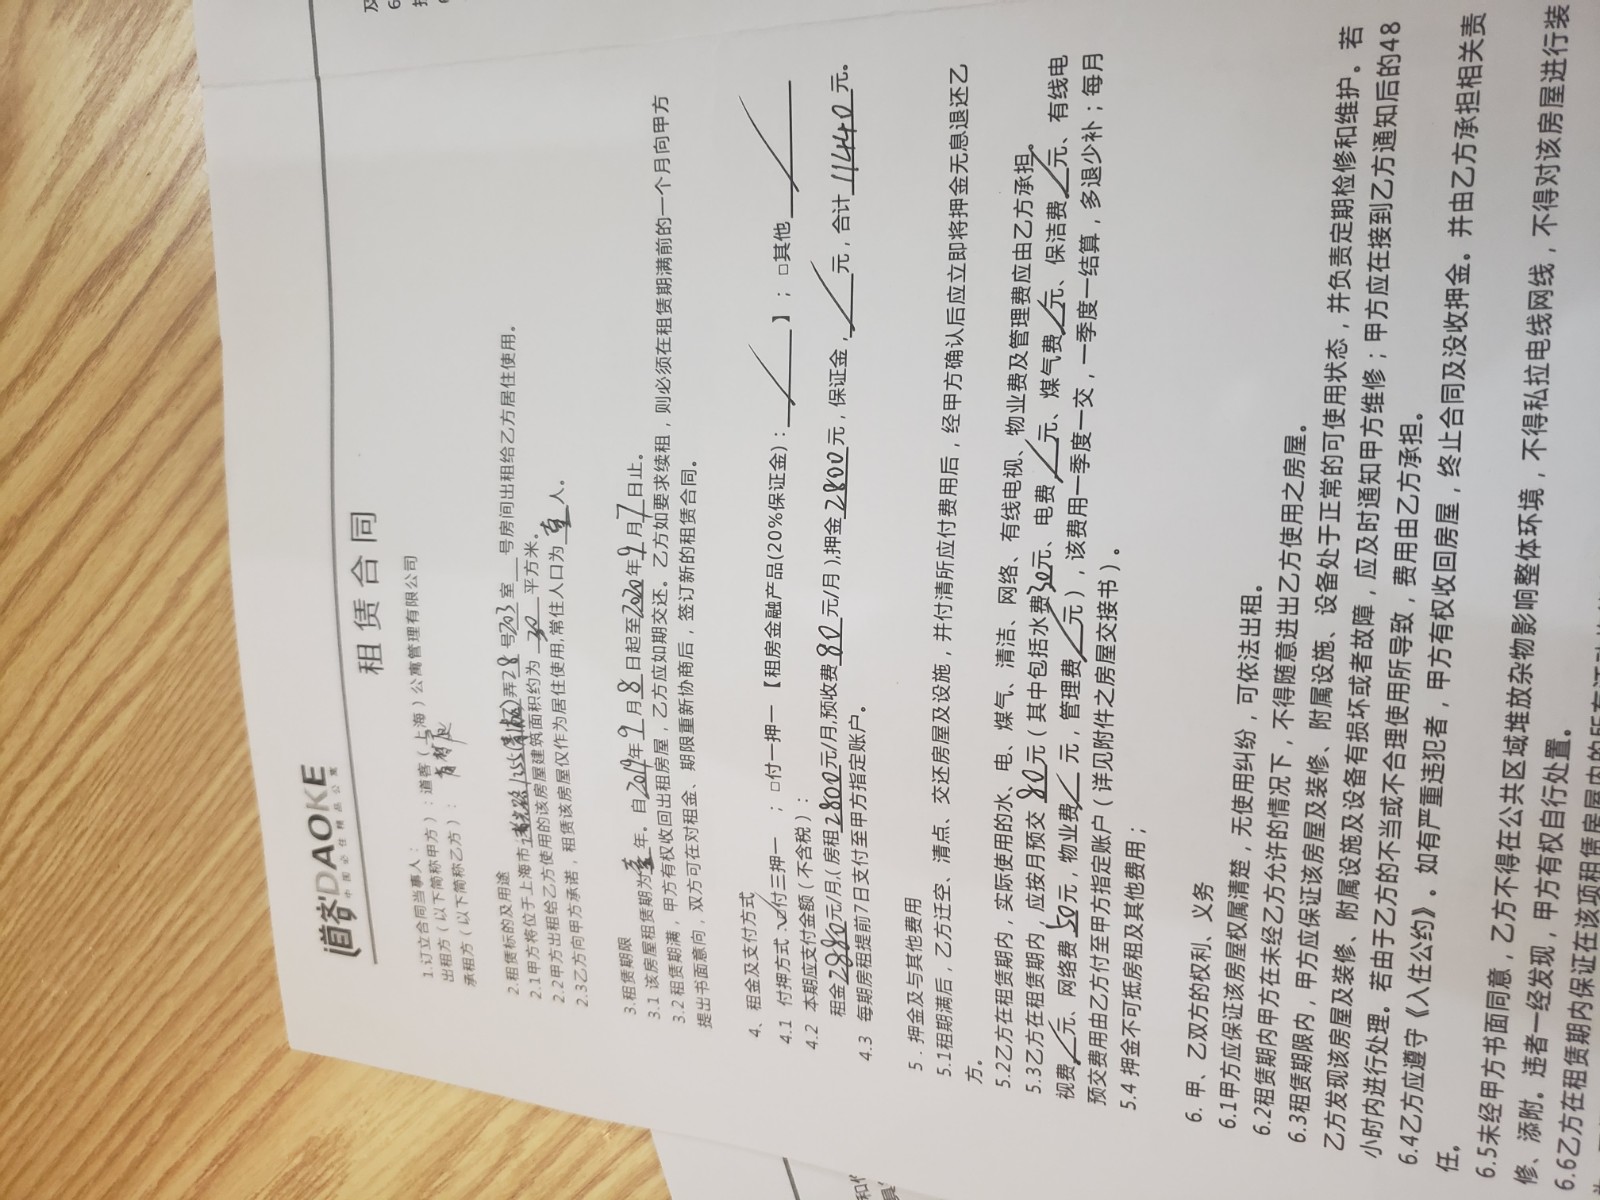 道客 DAOKE
中国必住精品公寓
租赁合同
1.订立合同当事人：
出租方（以下简称甲方）：道客（上海）公寓管理有限公司
承租方（以下简称乙方）：
2.租赁标的及用途
2.1甲方将位于上海市诸光路1355(青浦区)弄28号203室__号房间出租给乙方居住使用。
2.2甲方出租给乙方使用的该房屋建筑面积约为 30 平方米。
2.3乙方向甲方承诺，租赁该房屋仅作为居住使用,常住人口为壹人。
3.租赁期限
3.1 该房屋租赁期为壹年。自2019年9月8日起至2020年9月7日止。
3.2 租赁期满，甲方有权收回出租房屋，乙方应如期交还。乙方如要求续租，则必须在租赁期满前的一个月向甲方
提出书面意向，双方可在对租金、期限重新协商后，签订新的租赁合同。
4、租金及支付方式
4.1 付押方式：☑付三押一 ；□付一押一 【租房金融产品(20%保证金)：／】；□其他／
4.2 本期应支付金额（不含税）：
租金2880元/月,(房租2800元/月,预收费80元/月),押金2800元，保证金，／元，合计11440元。
4.3 每期房租提前7日支付至甲方指定账户。
5．押金及与其他费用
5.1租期满后，乙方迁空、清点、交还房屋及设施，并付清所应付费用后，经甲方确认后应立即将押金无息退还乙
方。
5.2乙方在租赁期内，实际使用的水、电、煤气、清洁、网络、有线电视、物业费及管理费应由乙方承担。
5.3乙方在租赁期内，应按月预交 80元（其中包括水费30元、电费／元、煤气费／元、保洁费／元、有线电
视费／元、网络费50元，物业费／元，管理费／元），该费用一季度一交，一季度一结算，多退少补；每月
预交费用由乙方付至甲方指定账户（详见附件之房屋交接书）。
5.4 押金不可抵房租及其他费用；
6. 甲、乙双方的权利、义务
6.1甲方应保证该房屋权属清楚，无使用纠纷，可依法出租。
6.2租赁期内甲方在未经乙方允许的情况下，不得随意进出乙方使用之房屋。
6.3租赁期限内，甲方应保证该房屋及装修、附属设施、设备处于正常的可使用状态，并负责定期检修和维护。若
乙方发现该房屋及装修、附属设施及设备有损坏或者故障，应及时通知甲方维修；甲方应在接到乙方通知后的48
小时内进行处理。若由于乙方的不当或不合理使用所导致，费用由乙方承担。
6.4乙方应遵守《入住公约》。如有严重违犯者，甲方有权收回房屋，终止合同及没收押金。并由乙方承担相关责
任。
6.5未经甲方书面同意，乙方不得在公共区域堆放杂物影响整体环境，不得私拉电线网线，不得对该房屋进行装
修、添附。违者一经发现，甲方有权自行处置。
6.6乙方在租赁期内保证在该项租赁房屋内的所有活动